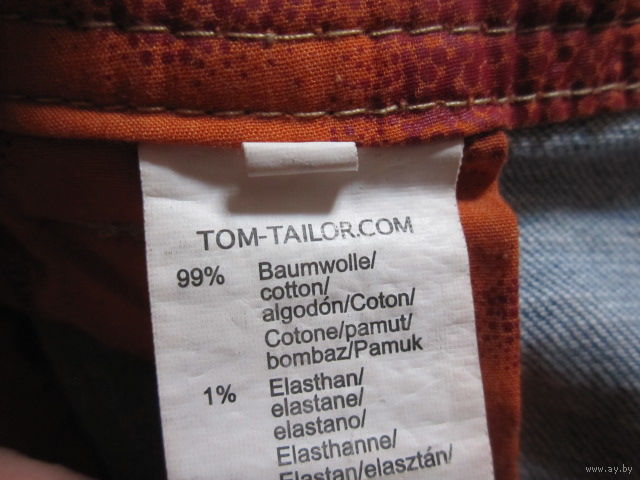 TOM-TAILOR.COM
99% Baumwolle/
cotton/
algodón/Coton/
Cotone/pamut/
bombaz/Pamuk
1% Elasthan/
elastane/
elastano/
Elasthanne/
Elastan/elasztán/
www.ay.by